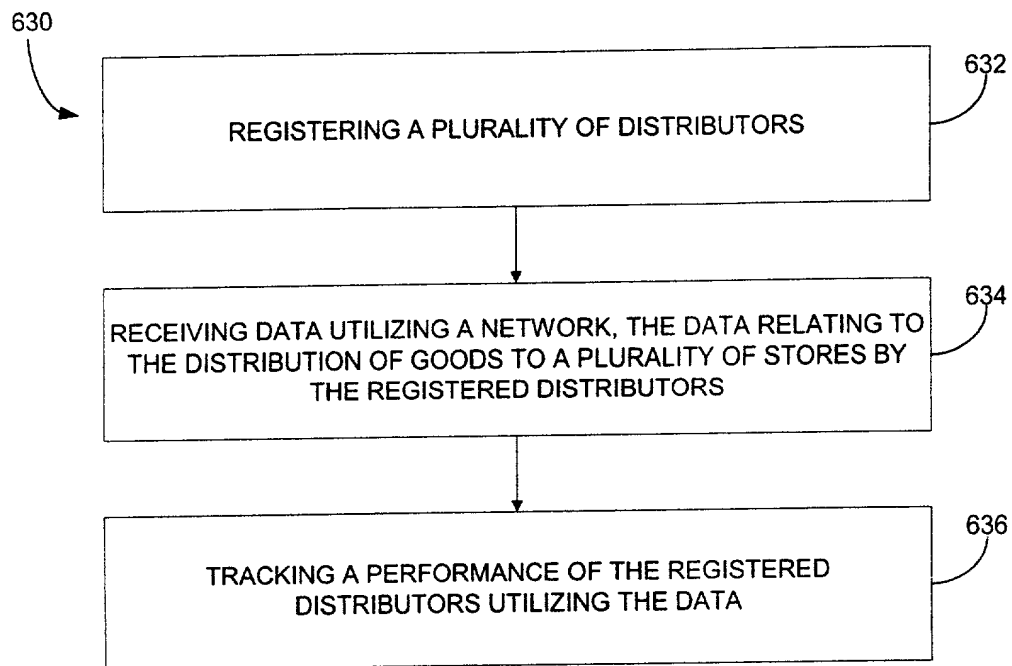 630
632
REGISTERING A PLURALITY OF DISTRIBUTORS
634
RECEIVING DATA UTILIZING A NETWORK, THE DATA RELATING TO
THE DISTRIBUTION OF GOODS TO A PLURALITY OF STORES BY
THE REGISTERED DISTRIBUTORS
636
TRACKING A PERFORMANCE OF THE REGISTERED
DISTRIBUTORS UTILIZING THE DATA